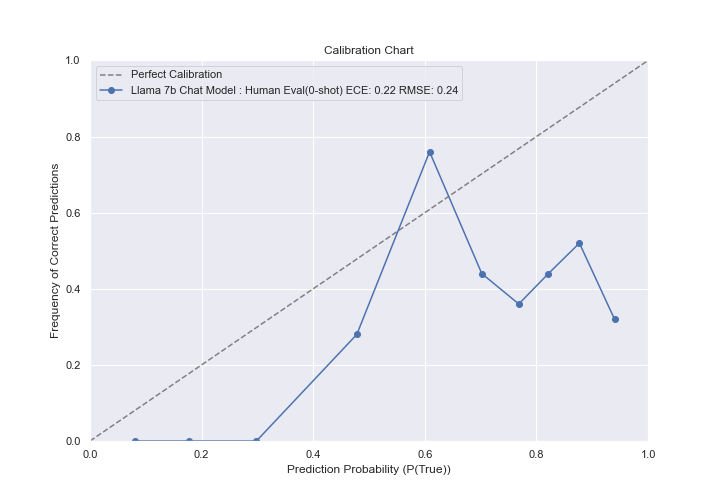 Calibration Chart
Perfect Calibration
Llama 7b Chat Model : Human Eval(0-shot) ECE: 0.22 RMSE: 0.24
1.0
0.8
0.6
0.4
0.2
0.0
Frequency of Correct Predictions
0.0 0.2 0.4 0.6 0.8 1.0
Prediction Probability (P(True))